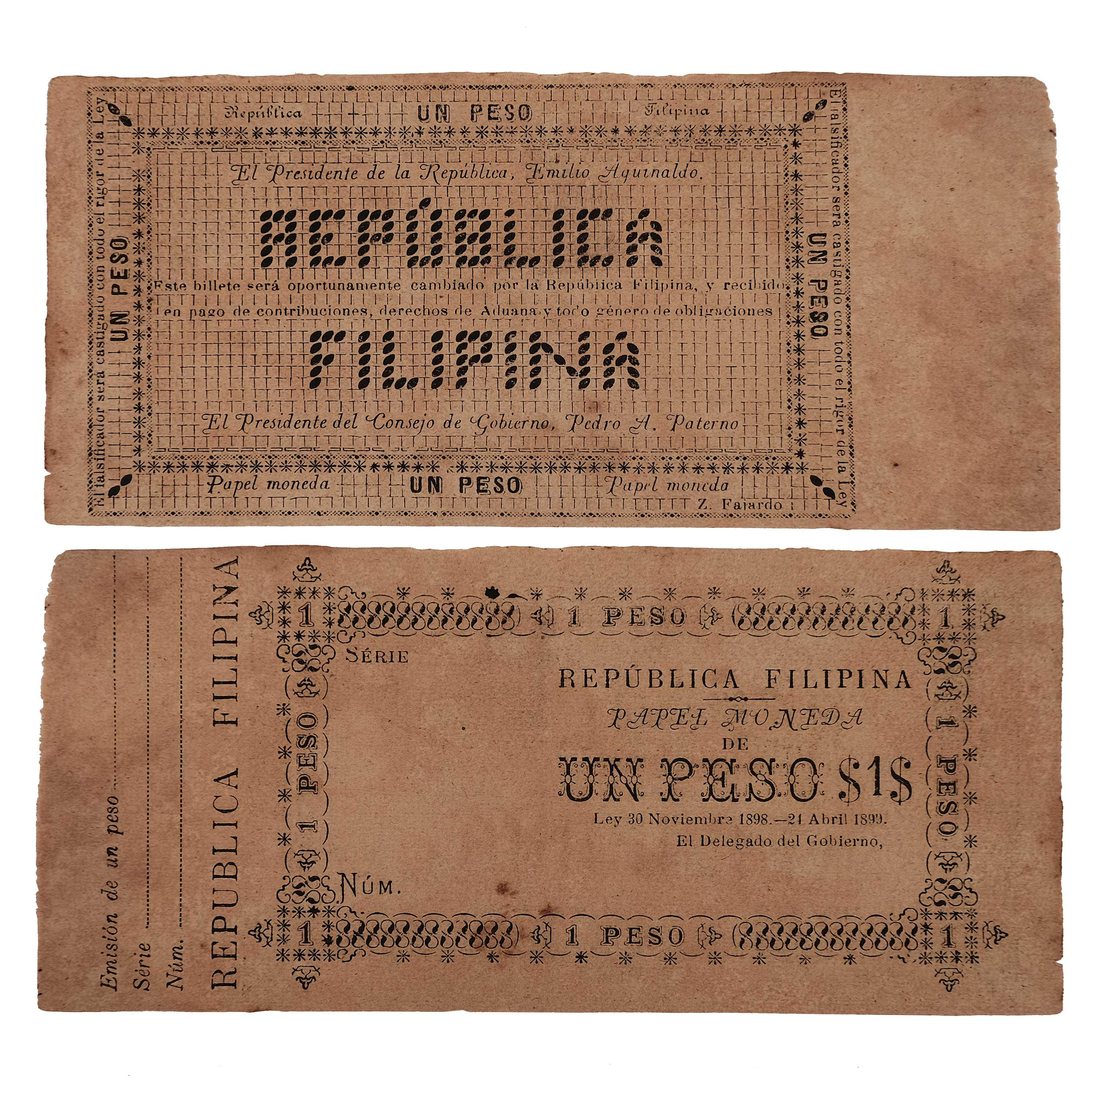 República UN PESO Filipina
El falsificador sera castigado con todo el rigor de la Ley
UN PESO
El Presidente de la República, Emilio Aguinaldo.
REPÚBLICA
Este billete será oportunamente cambiado por la República Filipina, y recibido
en pago de contribuciones, derechos de Aduana y todo género de obligaciones
FILIPINA
El Presidente del Consejo de Gobierno, Pedro A. Paterno
UN PESO
El falsificador sera castigado con todo el rigor de la Ley
Papel moneda UN PESO Papel moneda
Z. Fajardo
Emisión de un peso
Série
Núm.
REPUBLICA FILIPINA
1 1 PESO 1
1 PESO
SÉRIE
REPÚBLICA FILIPINA
PAPEL MONEDA
DE
UN PESO $1$
Ley 30 Noviembre 1898.—24 Abril 1899.
El Delegado del Gobierno,
NÚM.
1 PESO
1 1 PESO 1